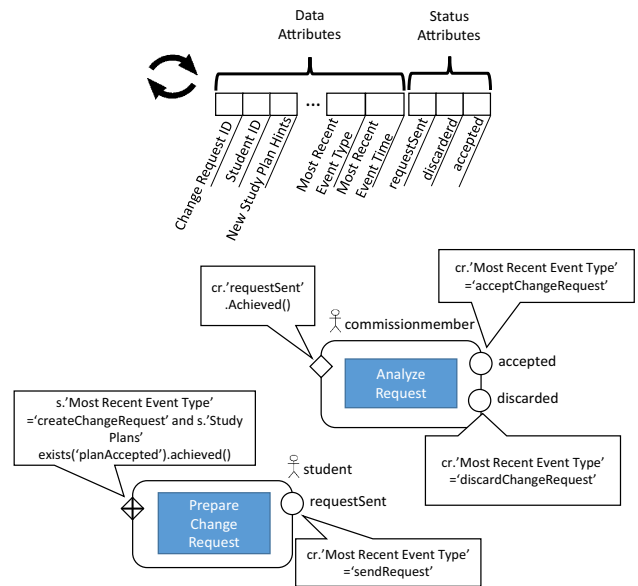 Data
Attributes
Status
Attributes
...
Change Request ID
Student ID
New Study Plan Hints
Most Recent
Event Type
Most Recent
Event Time
requestSent
discarderd
accepted
cr.’requestSent’
.Achieved()
cr.’Most Recent Event Type’
=‘acceptChangeRequest’
commissionmember
Analyze
Request
accepted
discarded
s.’Most Recent Event Type’
=‘createChangeRequest’ and s.’Study
Plans’
exists(‘planAccepted’).achieved()
cr.’Most Recent Event Type’
=‘discardChangeRequest’
student
Prepare
Change
Request
requestSent
cr.’Most Recent Event Type’
=‘sendRequest’